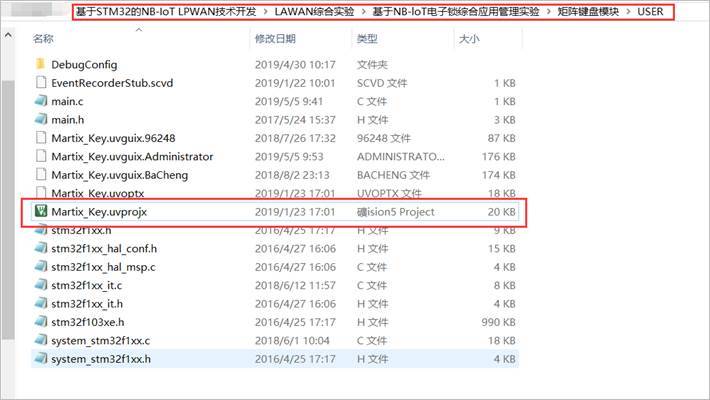 基于STM32的NB-IoT LPWAN技术开发 > LAWAN综合实验 > 基于NB-IoT电子锁综合应用管理实验 > 矩阵键盘模块 > USER
名称 修改日期 类型 大小
DebugConfig 2019/4/30 10:17 文件夹
EventRecorderStub.scvd 2019/1/22 10:01 SCVD 文件 1 KB
main.c 2019/5/5 9:41 C 文件 1 KB
main.h 2017/5/24 15:37 H 文件 3 KB
Martix_Key.uvguix.96248 2018/7/26 17:32 96248 文件 87 KB
Martix_Key.uvguix.Administrator 2019/5/5 9:53 ADMINISTRATO... 176 KB
Martix_Key.uvguix.BaCheng 2018/8/2 23:13 BACHENG 文件 174 KB
Martix_Key.uvoptx 2019/1/23 17:01 UVOPTX 文件 18 KB
Martix_Key.uvprojx 2019/1/23 17:01 礦ision5 Project 20 KB
stm32f1xx.h 2016/4/25 17:17 H 文件 9 KB
stm32f1xx_hal_conf.h 2016/4/27 16:06 H 文件 15 KB
stm32f1xx_hal_msp.c 2016/4/27 16:06 C 文件 4 KB
stm32f1xx_it.c 2018/6/12 11:57 C 文件 8 KB
stm32f1xx_it.h 2016/4/27 16:06 H 文件 4 KB
stm32f103xe.h 2016/4/25 17:17 H 文件 990 KB
system_stm32f1xx.c 2018/6/1 10:04 C 文件 18 KB
system_stm32f1xx.h 2016/4/25 17:17 H 文件 4 KB